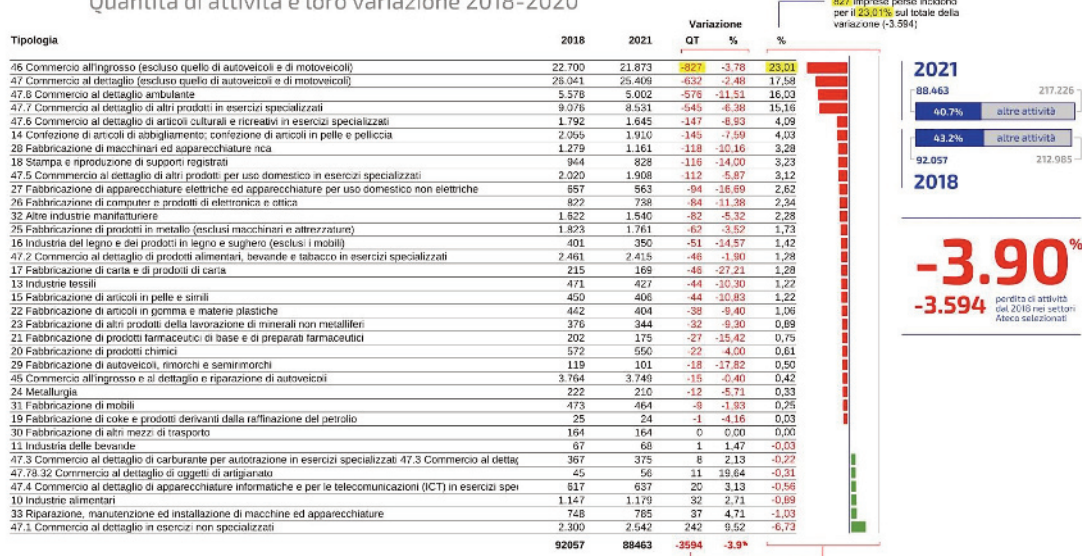 Quantità di attività e loro variazione 2018-2020
827 imprese perse incidono
per il 23,01% sul totale della
variazione (-3.594)
Variazione
Tipologia 2018 2021 QT % %
46 Commercio all'ingrosso (escluso quello di autoveicoli e di motoveicoli) 22.700 21.873 -827 -3,78 23,01
47 Commercio al dettaglio (escluso quello di autoveicoli e di motoveicoli) 26.041 25.409 -632 -2,48 17,58
47.8 Commercio al dettaglio ambulante 5.578 5.002 -576 -11,51 16,03
47.7 Commercio al dettaglio di altri prodotti in esercizi specializzati 9.076 8.531 -545 -6,38 15,16
47.6 Commercio al dettaglio di articoli culturali e ricreativi in esercizi specializzati 1.792 1.645 -147 -8,93 4,09
14 Confezione di articoli di abbigliamento; confezione di articoli in pelle e pelliccia 2.055 1.910 -145 -7,59 4,03
28 Fabbricazione di macchinari ed apparecchiature nca 1.279 1.161 -118 -10,16 3,28
18 Stampa e riproduzione di supporti registrati 944 828 -116 -14,00 3,23
47.5 Commmercio al dettaglio di altri prodotti per uso domestico in esercizi specializzati 2.020 1.908 -112 -5,87 3,12
27 Fabbricazione di apparecchiature elettriche ed apparecchiature per uso domestico non elettriche 657 563 -94 -16,69 2,62
26 Fabbricazione di computer e prodotti di elettronica e ottica 822 738 -84 -11,38 2,34
32 Altre industrie manifatturiere 1.622 1.540 -82 -5,32 2,28
25 Fabbricazione di prodotti in metallo (esclusi macchinari e attrezzature) 1.823 1.761 -62 -3,52 1,73
16 Industria del legno e dei prodotti in legno e sughero (esclusi i mobili) 401 350 -51 -14,57 1,42
47.2 Commercio al dettaglio di prodotti alimentari, bevande e tabacco in esercizi specializzati 2.461 2.415 -46 -1,90 1,28
17 Fabbricazione di carta e di prodotti di carta 215 169 -46 -27,21 1,28
13 Industrie tessili 471 427 -44 -10,30 1,22
15 Fabbricazione di articoli in pelle e simili 450 406 -44 -10,83 1,22
22 Fabbricazione di articoli in gomma e materie plastiche 442 404 -38 -9,40 1,06
23 Fabbricazione di altri prodotti della lavorazione di minerali non metalliferi 376 344 -32 -9,30 0,89
21 Fabbricazione di prodotti farmaceutici di base e di preparati farmaceutici 202 175 -27 -15,42 0,75
20 Fabbricazione di prodotti chimici 572 550 -22 -4,00 0,61
29 Fabbricazione di autoveicoli, rimorchi e semirimorchi 119 101 -18 -17,82 0,50
45 Commercio all'ingrosso e al dettaglio e riparazione di autoveicoli 3.764 3.749 -15 -0,40 0,42
24 Metallurgia 222 210 -12 -5,71 0,33
31 Fabbricazione di mobili 473 464 -9 -1,93 0,25
19 Fabbricazione di coke e prodotti derivanti dalla raffinazione del petrolio 25 24 -1 -4,16 0,03
30 Fabbricazione di altri mezzi di trasporto 164 164 0 0,00 0,00
11 Industria delle bevande 67 68 1 1,47 -0,03
47.3 Commercio al dettaglio di carburante per autotrazione in esercizi specializzati 47.3 Commercio al dettag 367 375 8 2,13 -0,22
47.78.32 Commercio al dettaglio di oggetti di artigianato 45 56 11 19,64 -0,31
47.4 Commercio al dettaglio di apparecchiature informatiche e per le telecomunicazioni (ICT) in esercizi spec 617 637 20 3,13 -0,56
10 Industrie alimentari 1.147 1.179 32 2,71 -0,89
33 Riparazione, manutenzione ed installazione di macchine ed apparecchiature 748 785 37 4,71 -1,03
47.1 Commercio al dettaglio in esercizi non specializzati 2.300 2.542 242 9,52 -6,73
92057 88463 -3594 -3.9%
2021
88.463 217.226
40.7% altre attività
43.2% altre attività
92.057 212.985
2018
-3.90%
-3.594 perdita di attività
dal 2018 nei settori
Ateco selezionati